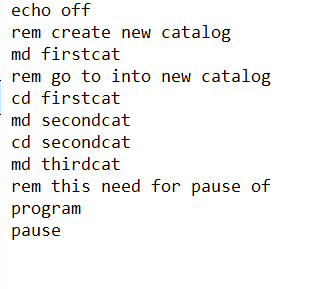 echo off
rem create new catalog
md firstcat
rem go to into new catalog
cd firstcat
md secondcat
cd secondcat
md thirdcat
rem this need for pause of
program
pause